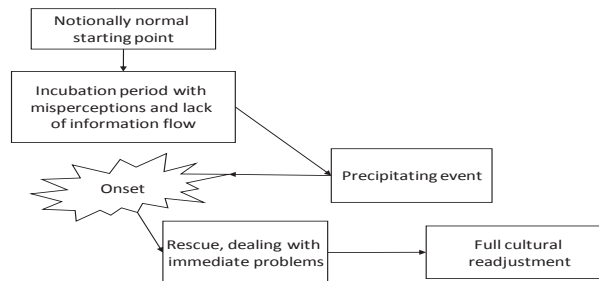 Notionally normal
starting point
Incubation period with
misperceptions and lack
of information flow
Precipitating event
Onset
Rescue, dealing with
immediate problems
Full cultural
readjustment